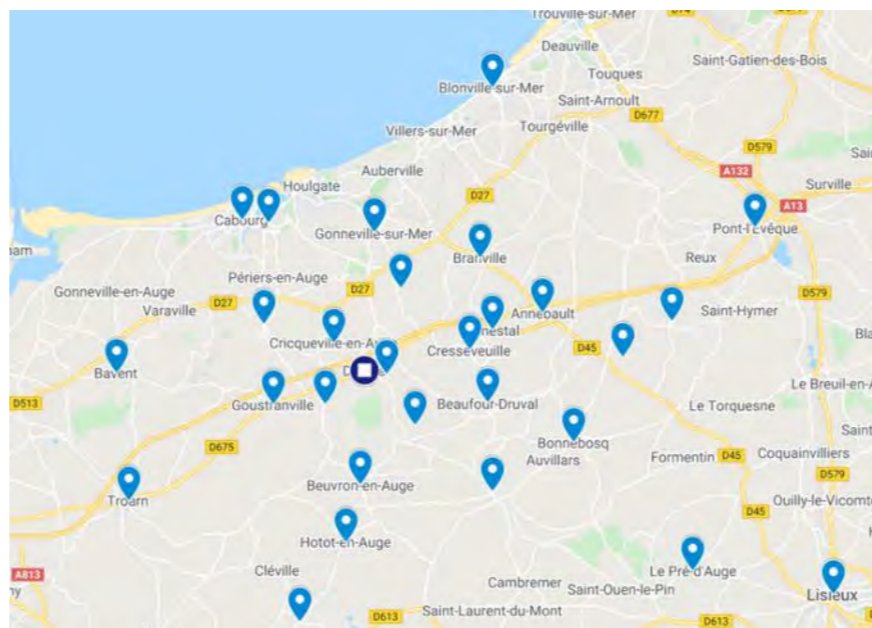 Trouville-sur-Mer
Deauville
Saint-Gatien-des-Bois
Touques
Blonville-sur-Mer
Saint-Arnoult
D677
Tourgéville
Villers-sur-Mer
D579
Auberville
A132
Houlgate
Surville
D27
A13
Cabourg
Gonneville-sur-Mer
Pont-l'Évêque
Branville
Reux
Périers-en-Auge
Gonneville-en-Auge
D27
D27
D579
Varaville
Annebault
Saint-Hymer
Cricqueville-en-Auge
Cresseveuille
D45
Bavent
Le Breuil-en-A
D513
Goustranville
Beaufour-Druval
Le Torquesne
Bonnebosq
D675
Auvillars
Formentin
D45
Coquainvilliers
Beuvron-en-Auge
D579
Troarn
Ouilly-le-Vicomte
D45
Hotot-en-Auge
A813
Cléville
Le Pré-d'Auge
Cambremer
Saint-Ouen-le-Pin
Lisieux
D613
Saint-Laurent-du-Mont
D613